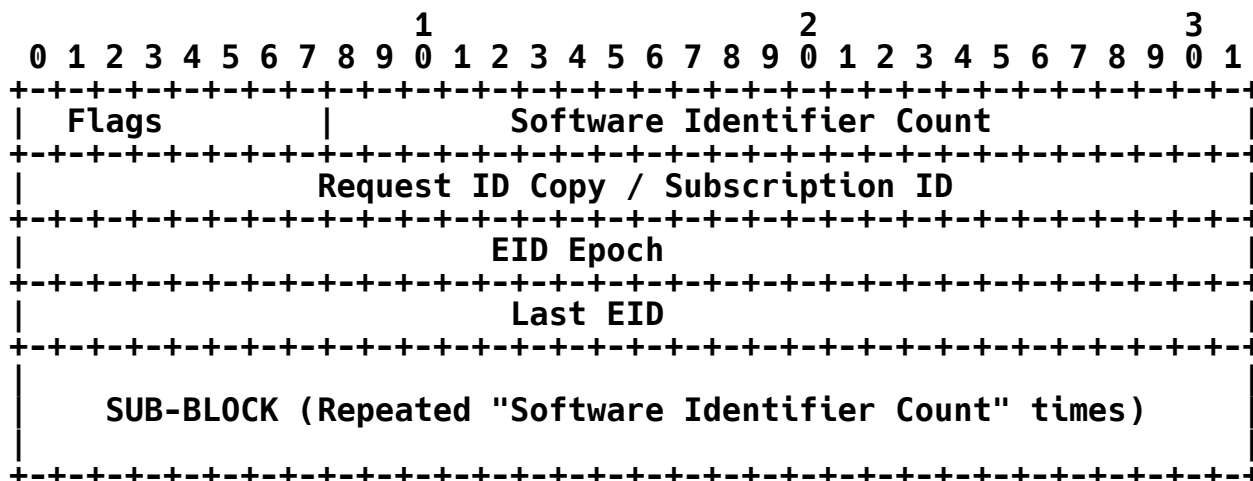 1                   2                   3
 0 1 2 3 4 5 6 7 8 9 0 1 2 3 4 5 6 7 8 9 0 1 2 3 4 5 6 7 8 9 0 1
+-+-+-+-+-+-+-+-+-+-+-+-+-+-+-+-+-+-+-+-+-+-+-+-+-+-+-+-+-+-+-+-+
|  Flags        |         Software Identifier Count             |
+-+-+-+-+-+-+-+-+-+-+-+-+-+-+-+-+-+-+-+-+-+-+-+-+-+-+-+-+-+-+-+-+
|               Request ID Copy / Subscription ID               |
+-+-+-+-+-+-+-+-+-+-+-+-+-+-+-+-+-+-+-+-+-+-+-+-+-+-+-+-+-+-+-+-+
|                        EID Epoch                              |
+-+-+-+-+-+-+-+-+-+-+-+-+-+-+-+-+-+-+-+-+-+-+-+-+-+-+-+-+-+-+-+-+
|                         Last EID                              |
+-+-+-+-+-+-+-+-+-+-+-+-+-+-+-+-+-+-+-+-+-+-+-+-+-+-+-+-+-+-+-+-+
|                                                               |
|    SUB-BLOCK (Repeated "Software Identifier Count" times)     |
|                                                               |
+-+-+-+-+-+-+-+-+-+-+-+-+-+-+-+-+-+-+-+-+-+-+-+-+-+-+-+-+-+-+-+-+